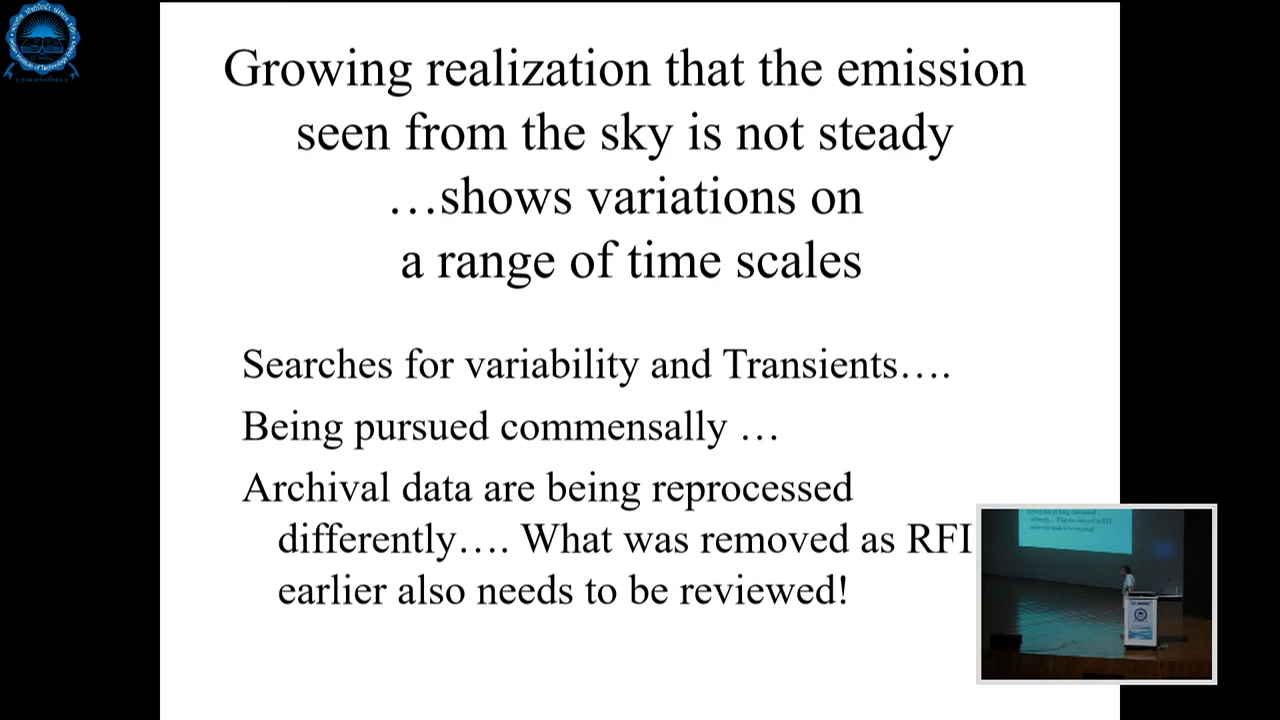 Growing realization that the emission
seen from the sky is not steady
…shows variations on
a range of time scales
Searches for variability and Transients….
Being pursued commensally …
Archival data are being reprocessed
differently…. What was removed as RFI
earlier also needs to be reviewed!